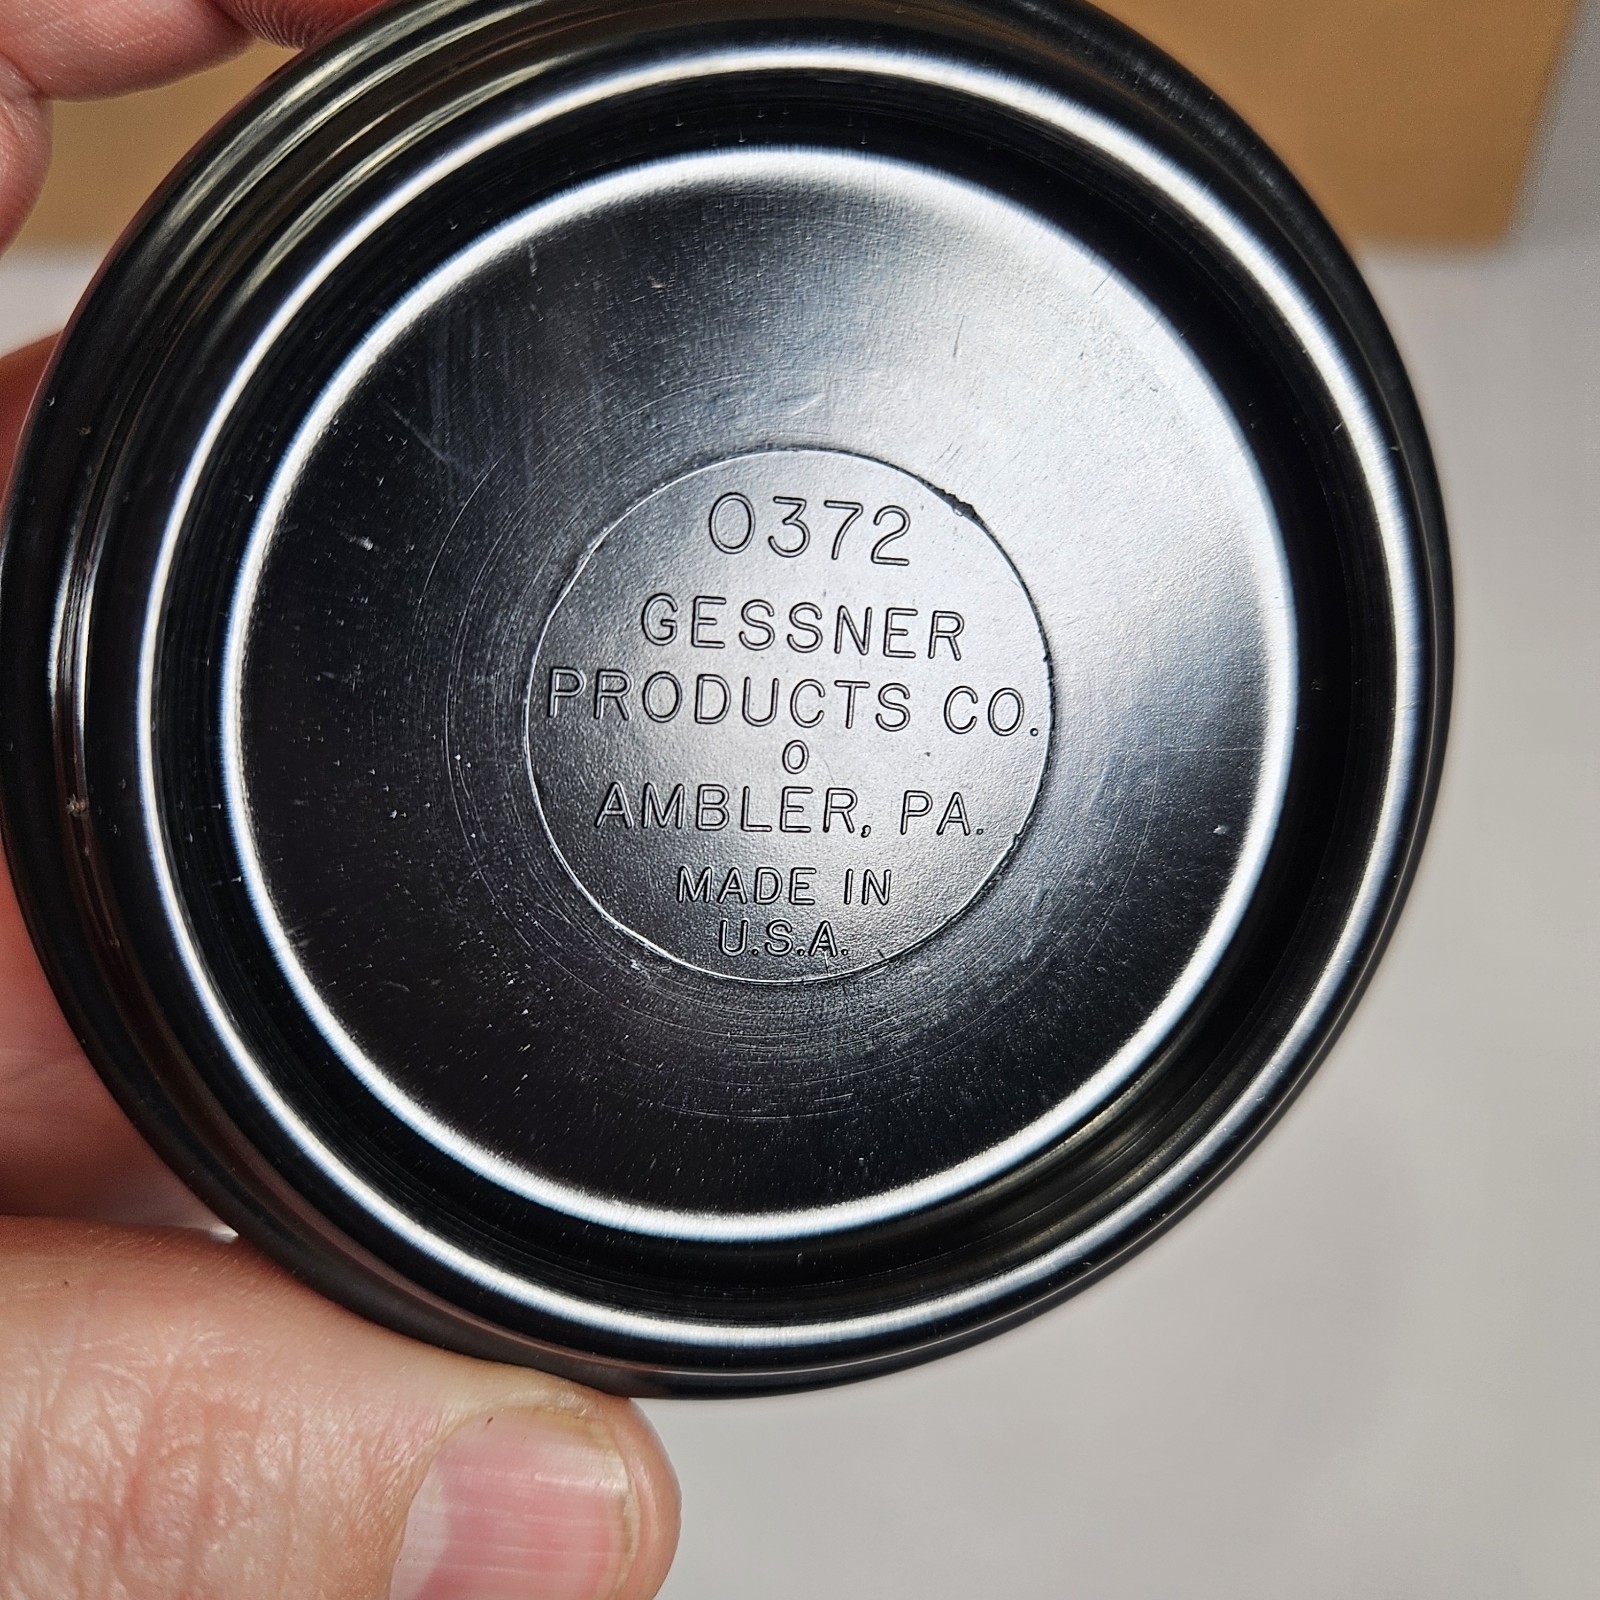 0372
GESSNER
PRODUCTS CO.
0
AMBLER, PA.
MADE IN
U.S.A.